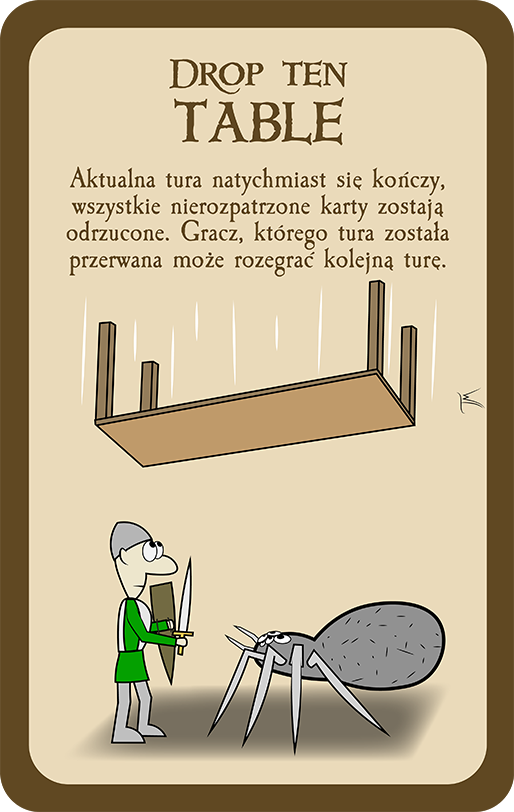 Drop ten
TABLE
Aktualna tura natychmiast się kończy,
wszystkie nierozpatrzone karty zostają
odrzucone. Gracz, którego tura została
przerwana może rozegrać kolejną turę.